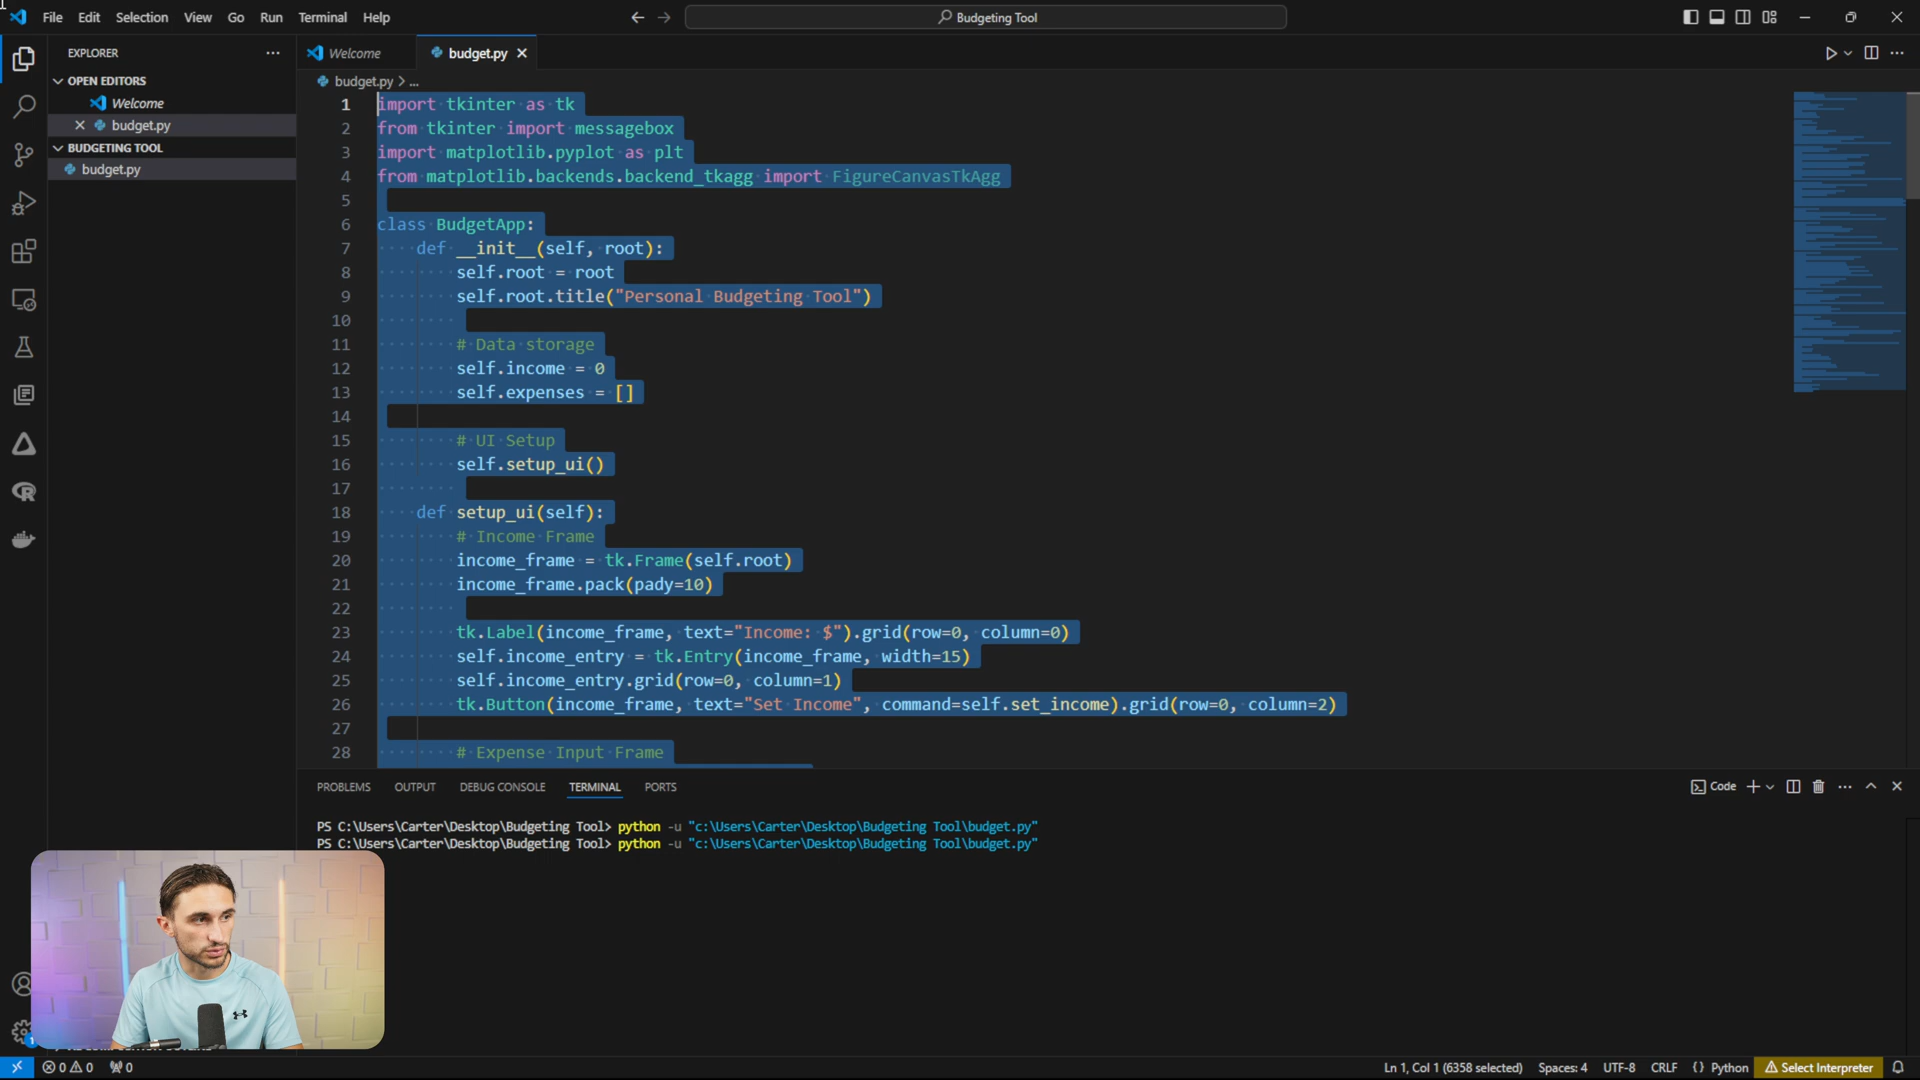 File Edit Selection View Go Run Terminal Help
Budgeting Tool
EXPLORER
OPEN EDITORS
Welcome
budget.py
BUDGETING TOOL
budget.py
Welcome
budget.py
budget.py > ...
1 import tkinter as tk
2 from tkinter import messagebox
3 import matplotlib.pyplot as plt
4 from matplotlib.backends.backend_tkagg import FigureCanvasTkAgg
5
6 class BudgetApp:
7 def __init__(self, root):
8 self.root = root
9 self.root.title("Personal Budgeting Tool")
10
11 # Data storage
12 self.income = 0
13 self.expenses = []
14
15 # UI Setup
16 self.setup_ui()
17
18 def setup_ui(self):
19 # Income Frame
20 income_frame = tk.Frame(self.root)
21 income_frame.pack(pady=10)
22
23 tk.Label(income_frame, text="Income: $").grid(row=0, column=0)
24 self.income_entry = tk.Entry(income_frame, width=15)
25 self.income_entry.grid(row=0, column=1)
26 tk.Button(income_frame, text="Set Income", command=self.set_income).grid(row=0, column=2)
27
28 # Expense Input Frame
PROBLEMS OUTPUT DEBUG CONSOLE TERMINAL PORTS
Code
PS C:\Users\Carter\Desktop\Budgeting Tool> python -u "c:\Users\Carter\Desktop\Budgeting Tool\budget.py"
PS C:\Users\Carter\Desktop\Budgeting Tool> python -u "c:\Users\Carter\Desktop\Budgeting Tool\budget.py"
0 0 0
Ln 1, Col 1 (6358 selected) Spaces: 4 UTF-8 CRLF {} Python Select Interpreter